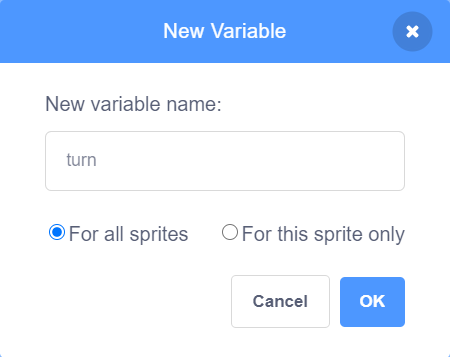 New Variable
New variable name:
turn
For all sprites For this sprite only
Cancel OK